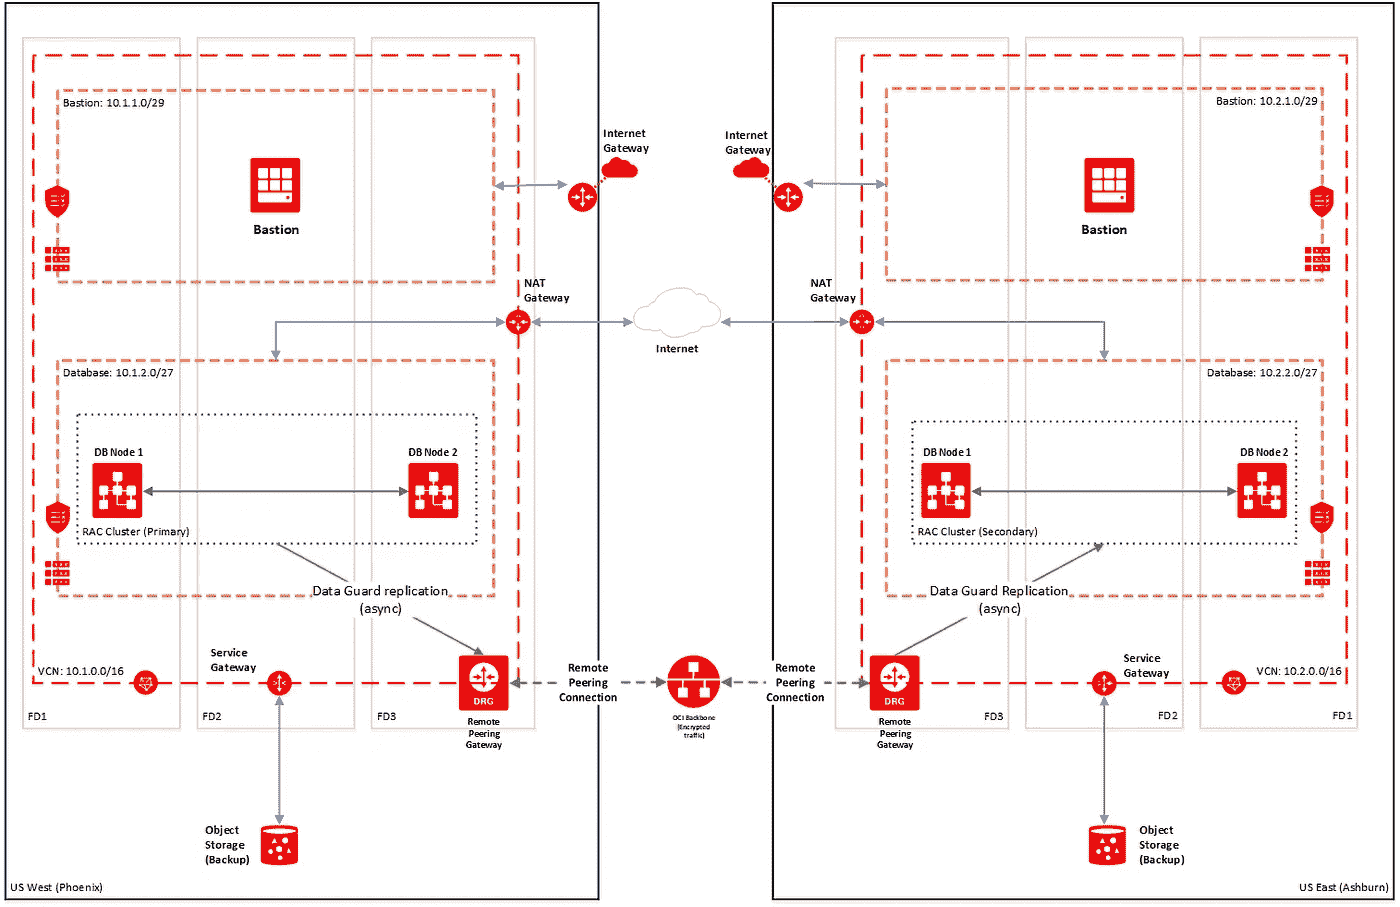 Bastion: 10.1.1.0/29
Bastion
Internet
Gateway
NAT
Gateway
Database: 10.1.2.0/27
DB Node 1
DB Node 2
RAC Cluster (Primary)
Data Guard replication
(async)
VCN: 10.1.0.0/16
Service
Gateway
DRG
Remote
Peering
Gateway
FD1
FD2
FD3
Object
Storage
(Backup)
US West (Phoenix)
Remote
Peering
Connection
Internet
OCI Backbone
(Encrypted
traffic)
Remote
Peering
Connection
Internet
Gateway
Bastion: 10.2.1.0/29
Bastion
NAT
Gateway
Database: 10.2.2.0/27
DB Node 1
DB Node 2
RAC Cluster (Secondary)
Data Guard Replication
(async)
DRG
Remote
Peering
Gateway
Service
Gateway
VCN: 10.2.0.0/16
FD3
FD2
FD1
Object
Storage
(Backup)
US East (Ashburn)